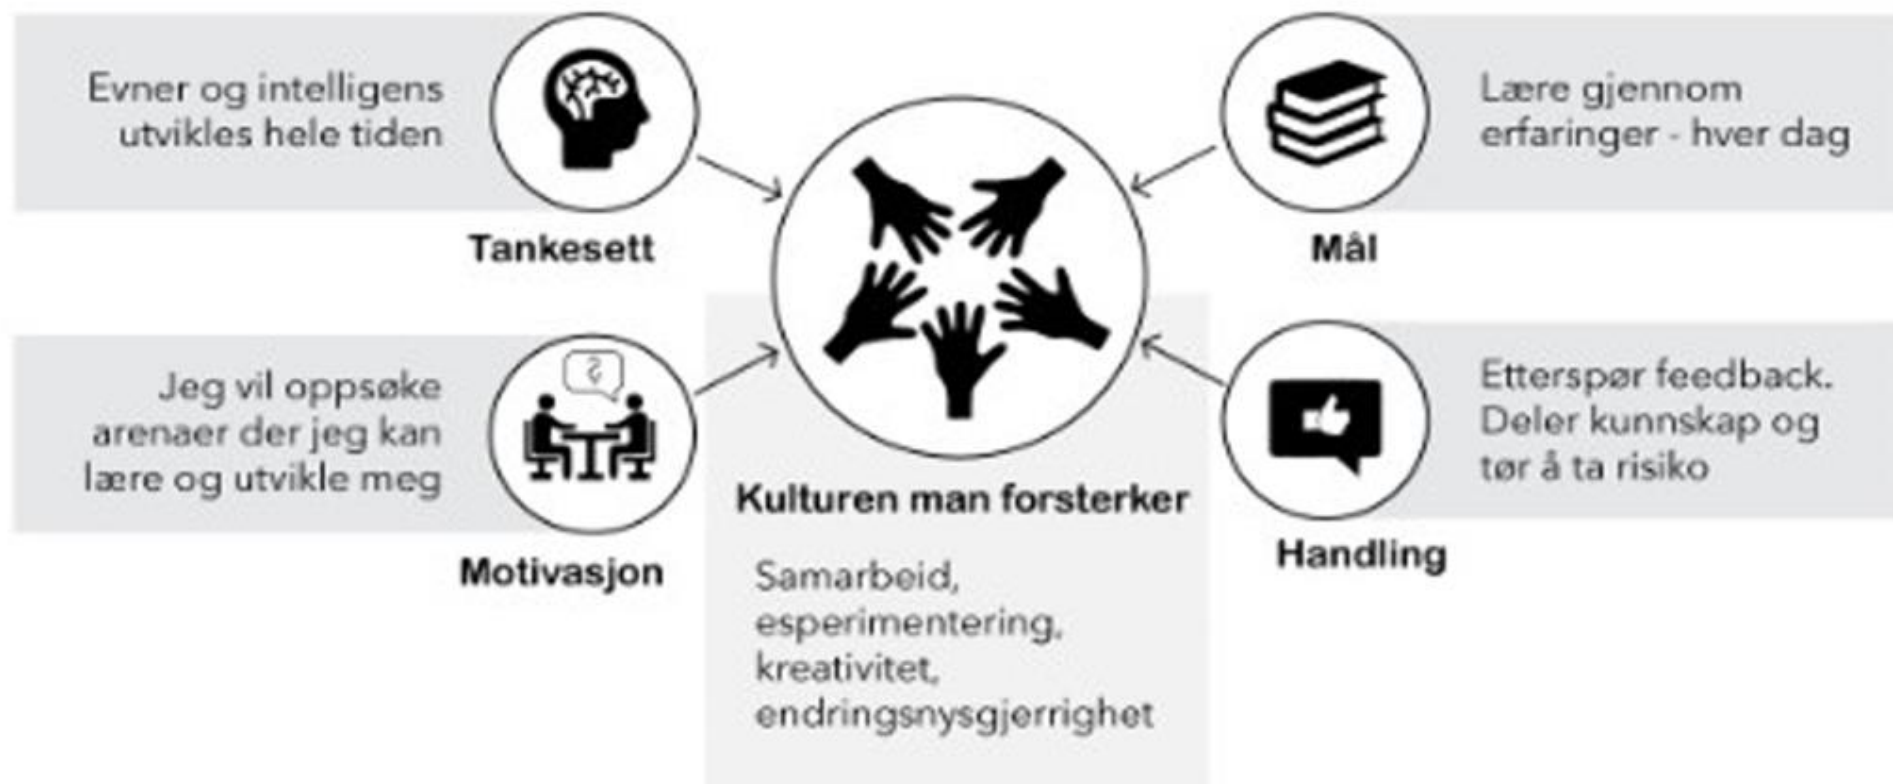 Evner og intelligens
utvikles hele tiden
Tankesett
Lære gjennom
erfaringer - hver dag
Mål
Jeg vil oppsøke
arenaer der jeg kan
lære og utvikle meg
Motivasjon
Etterspør feedback.
Deler kunnskap og
tør å ta risiko
Handling
Kulturen man forsterker
Samarbeid,
esperimentering,
kreativitet,
endringsnysgjerrighet